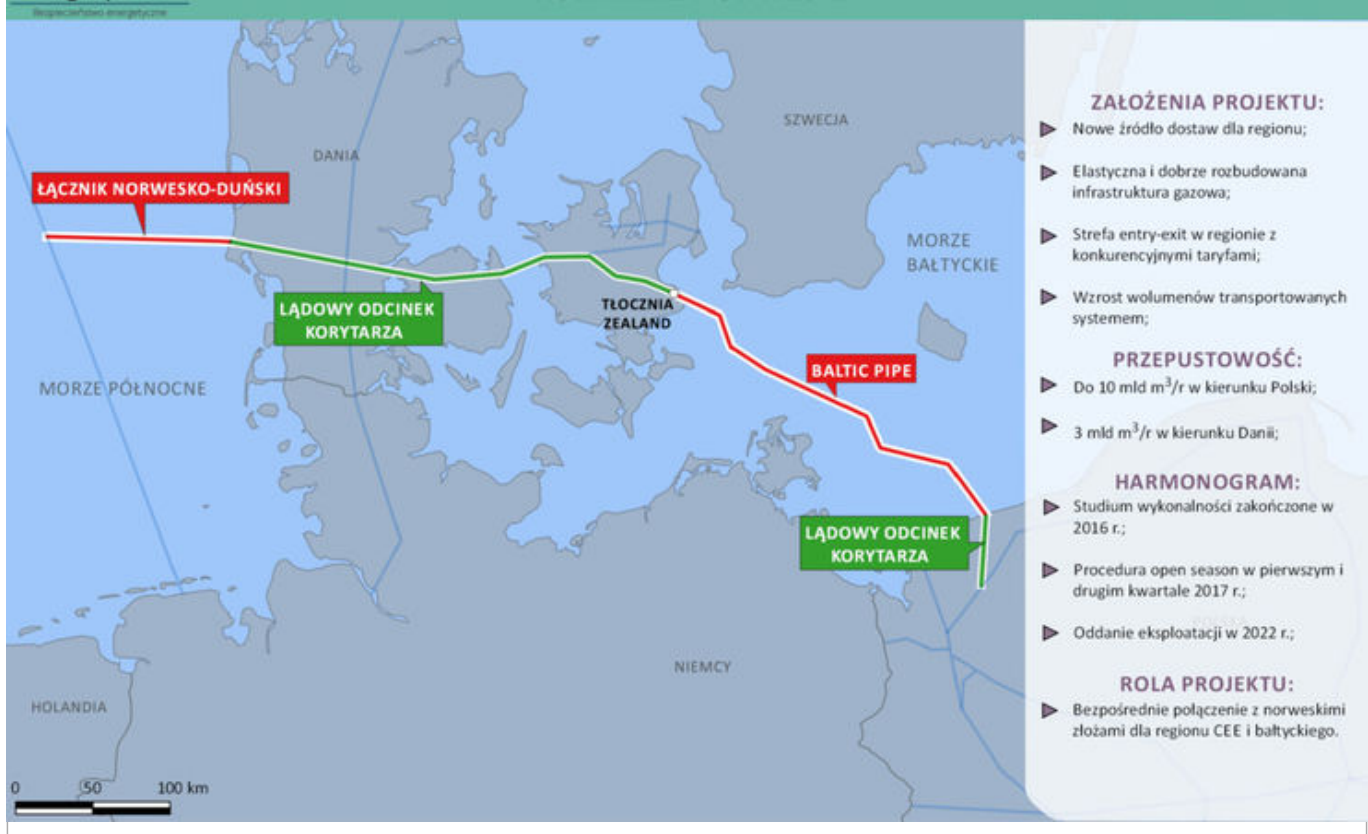 Bezpieczeństwo energetyczne
SZWECJA
DANIA
ŁĄCZNIK NORWESKO-DUŃSKI
MORZE
BAŁTYCKIE
LĄDOWY ODCINEK
KORYTARZA
TŁOCZNIA
ZEALAND
BALTIC PIPE
MORZE PÓŁNOCNE
LĄDOWY ODCINEK
KORYTARZA
NIEMCY
HOLANDIA
0 50 100 km
ZAŁOŻENIA PROJEKTU:
Nowe źródło dostaw dla regionu;
Elastyczna i dobrze rozbudowana
infrastruktura gazowa;
Strefa entry-exit w regionie z
konkurencyjnymi taryfami;
Wzrost wolumenów transportowanych
systemem;
PRZEPUSTOWOŚĆ:
Do 10 mld m³/r w kierunku Polski;
3 mld m³/r w kierunku Danii;
HARMONOGRAM:
Studium wykonalności zakończone w
2016 r.;
Procedura open season w pierwszym i
drugim kwartale 2017 r.;
POLSKA
Oddanie eksploatacji w 2022 r.;
ROLA PROJEKTU:
Bezpośrednie połączenie z norweskimi
złożami dla regionu CEE i bałtyckiego.